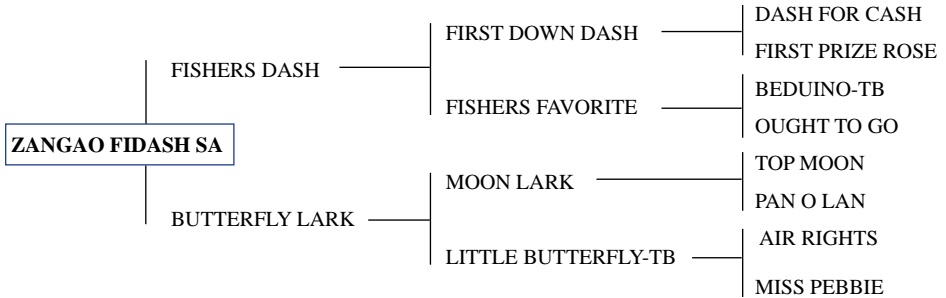 DASH FOR CASH
FIRST DOWN DASH
FIRST PRIZE ROSE
FISHERS DASH
BEDUINO-TB
FISHERS FAVORITE
OUGHT TO GO
ZANGAO FIDASH SA
TOP MOON
MOON LARK
PAN O LAN
BUTTERFLY LARK
AIR RIGHTS
LITTLE BUTTERFLY-TB
MISS PEBBIE